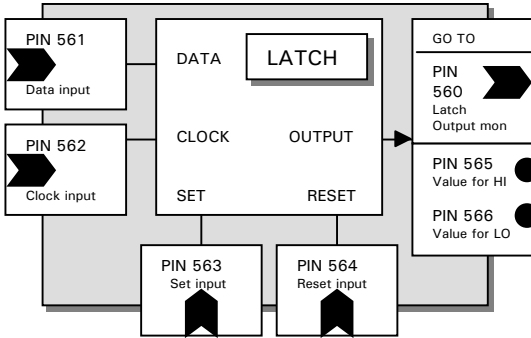 PIN 561
Data input
DATA
LATCH
GO TO
PIN
560
Latch
Output mon
PIN 562
Clock input
CLOCK
OUTPUT
SET
RESET
PIN 565
Value for HI
PIN 566
Value for LO
PIN 563
Set input
PIN 564
Reset input